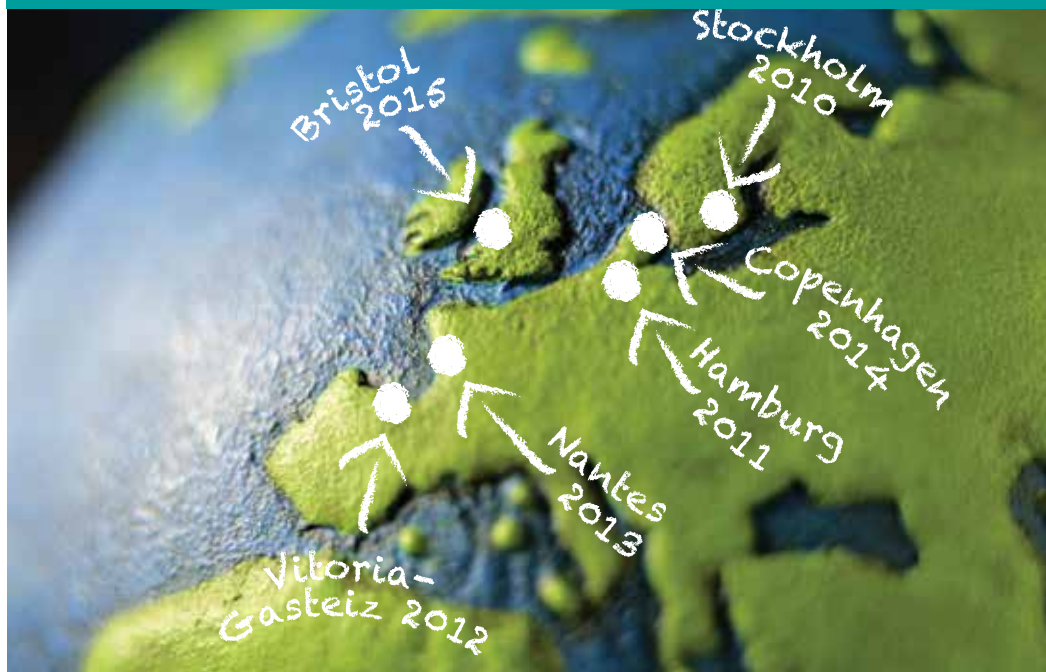 Stockholm
2010
Bristol
2015
Copenhagen
2014
Hamburg
2011
Nantes
2013
Vitoria-
Gasteiz 2012